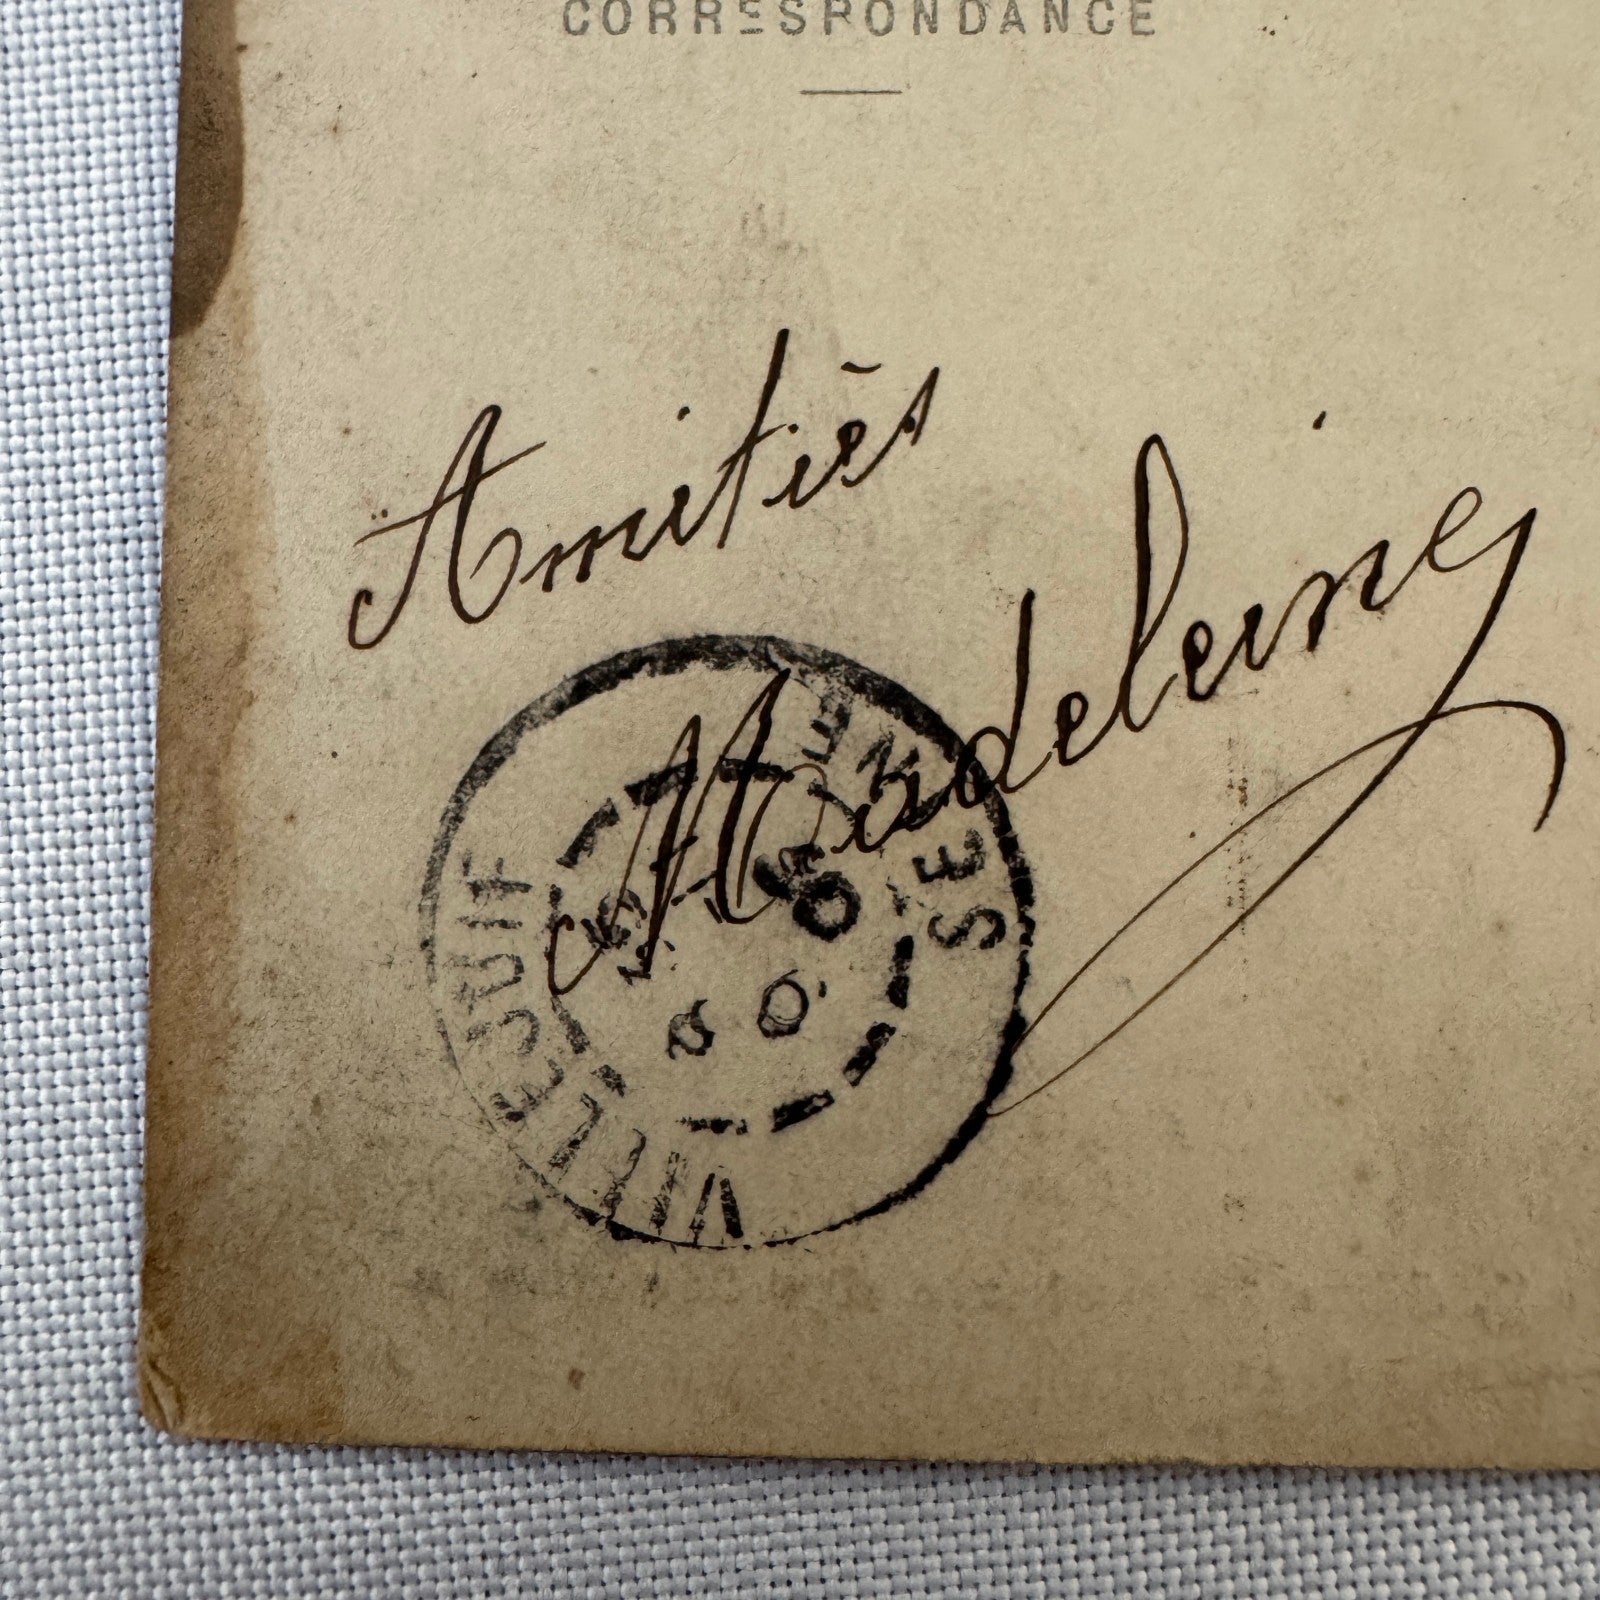 CORRESPONDANCE
Amitiés
Madeleine
VILLEJUIF
SEINE